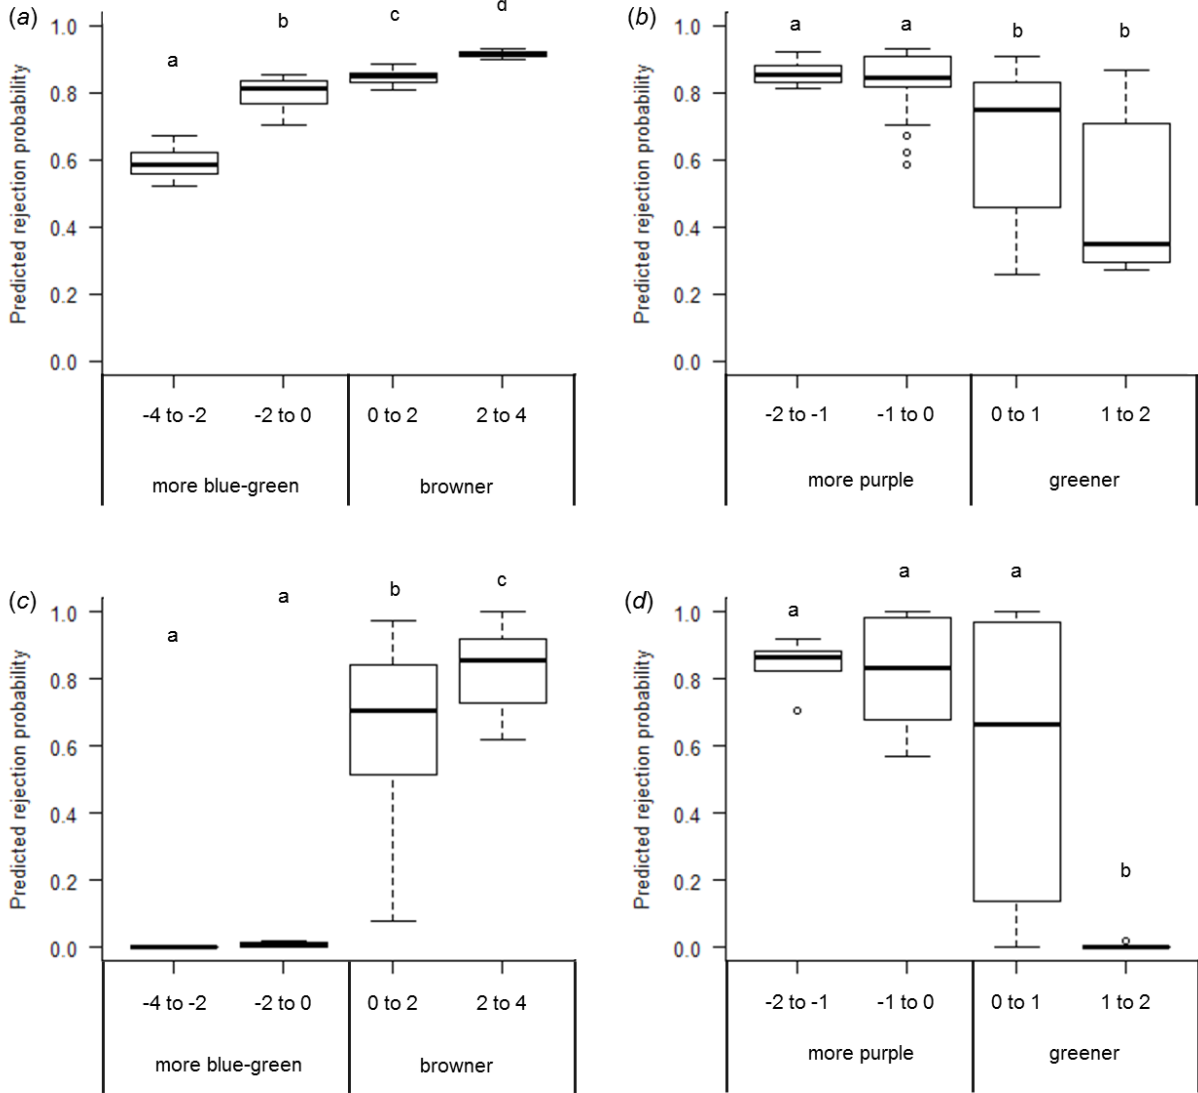 (a)
Predicted rejection probability
1.0
0.8
0.6
0.4
0.2
0.0
a
b
c
d
-4 to -2
-2 to 0
0 to 2
2 to 4
more blue-green
browner
(b)
Predicted rejection probability
1.0
0.8
0.6
0.4
0.2
0.0
a
a
b
b
-2 to -1
-1 to 0
0 to 1
1 to 2
more purple
greener
(c)
Predicted rejection probability
1.0
0.8
0.6
0.4
0.2
0.0
a
a
b
c
-4 to -2
-2 to 0
0 to 2
2 to 4
more blue-green
browner
(d)
Predicted rejection probability
1.0
0.8
0.6
0.4
0.2
0.0
a
a
a
b
-2 to -1
-1 to 0
0 to 1
1 to 2
more purple
greener